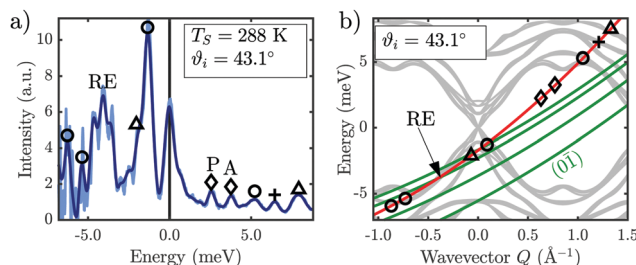 a)
T_S = 288 K
ϑ_i = 43.1°
RE
P A
Intensity (a.u.)
10
8
6
4
2
0
-5.0
0.0
5.0
Energy (meV)
b)
ϑ_i = 43.1°
RE
(01̄)
Energy (meV)
5
0
-5
-1.0
-0.5
0.0
0.5
1.0
1.5
Wavevector Q (Å⁻¹)